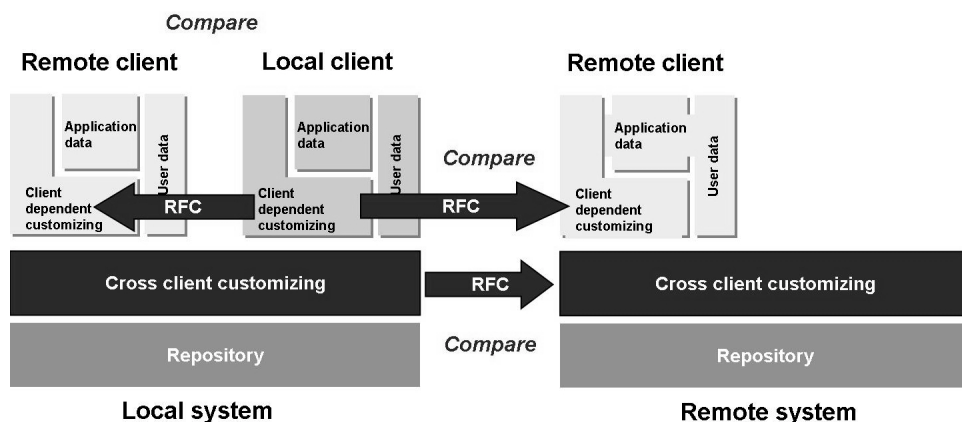 Compare
Remote client
Local client
Remote client
Application
data
User data
Client
dependent
customizing
RFC
Application
data
User data
Client
dependent
customizing
Compare
RFC
Application
data
User data
Client
dependent
customizing
Cross client customizing
RFC
Cross client customizing
Repository
Compare
Repository
Local system
Remote system